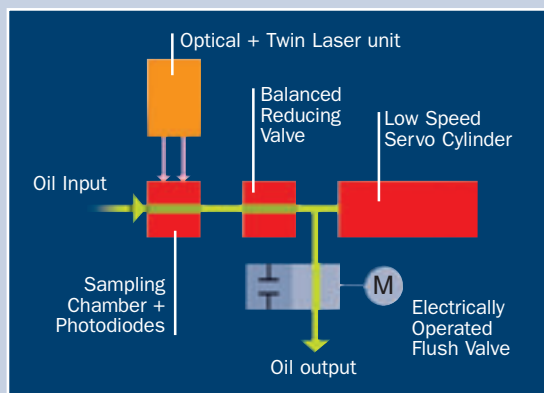 Optical + Twin Laser unit
Balanced
Reducing
Valve
Low Speed
Servo Cylinder
Oil Input
Sampling
Chamber +
Photodiodes
M
Electrically
Operated
Flush Valve
Oil output